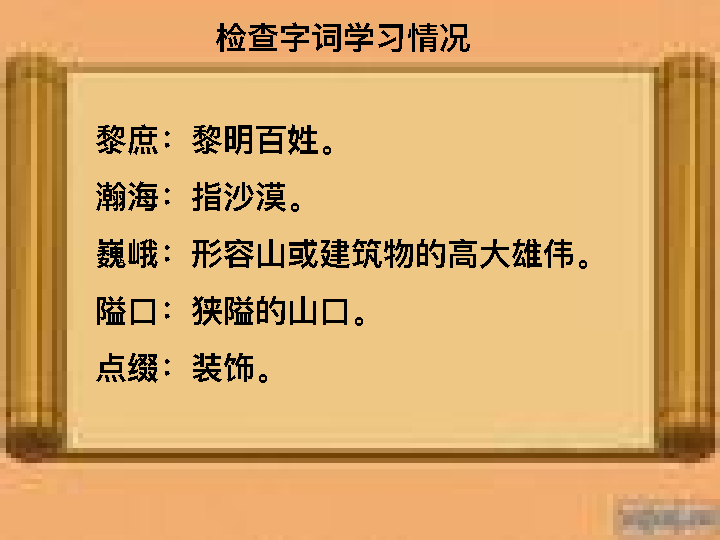 检查字词学习情况
黎庶：黎明百姓。
瀚海：指沙漠。
巍峨：形容山或建筑物的高大雄伟。
隘口：狭隘的山口。
点缀：装饰。